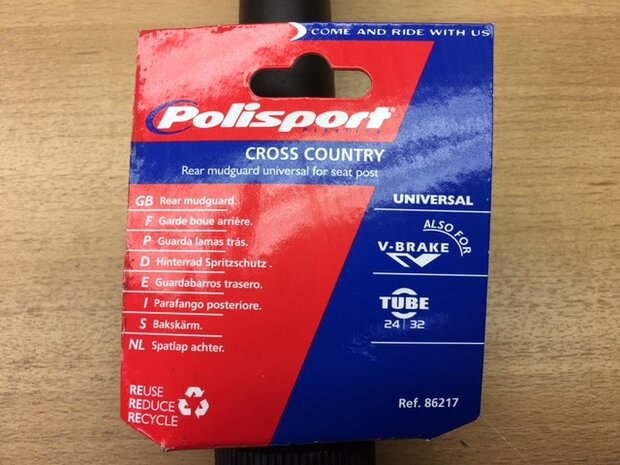 COME AND RIDE WITH US
Polisport
CROSS COUNTRY
Rear mudguard universal for seat post
GB Rear mudguard.
F Garde boue arrière.
P Guarda lamas trás.
D Hinterrad Spritzschutz .
E Guardabarros trasero.
I Parafango posteriore.
S Bakskärm.
NL Spatlap achter.
UNIVERSAL
ALSO FOR
V-BRAKE
TUBE
24 | 32
REUSE
REDUCE
RECYCLE
Ref. 86217